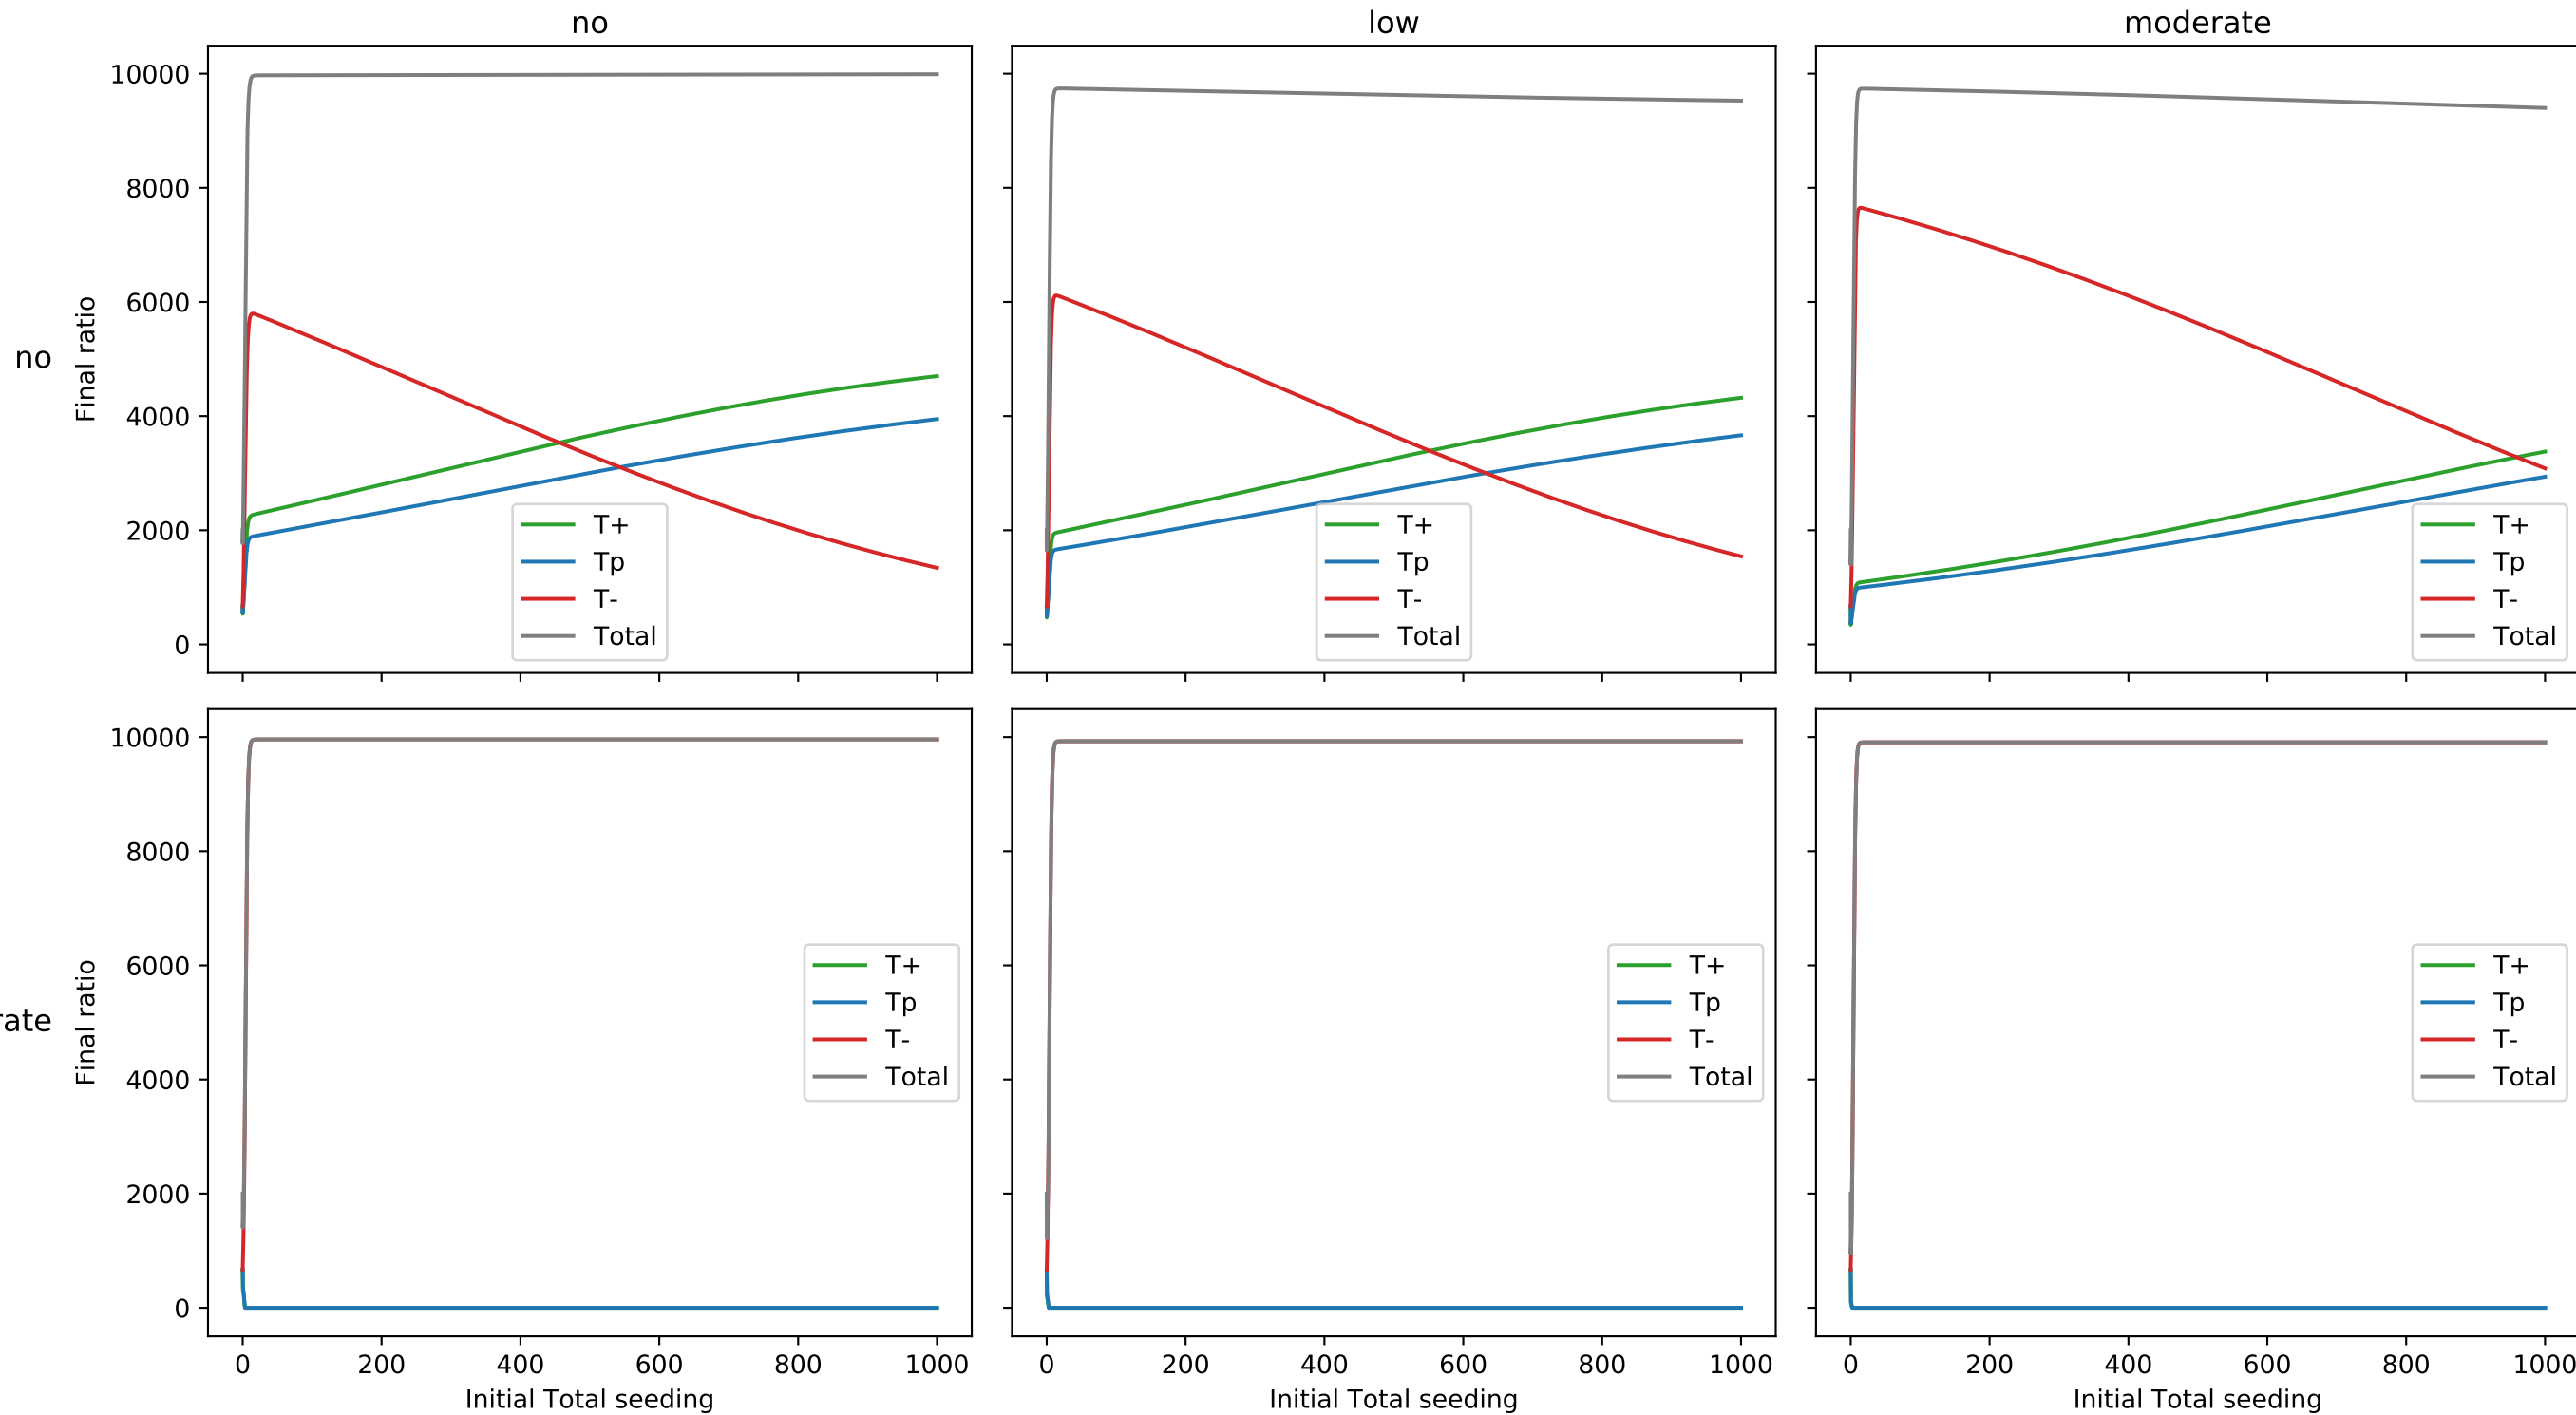 no low moderate
10000
8000
6000
4000
2000
0
Final ratio
no
T+
Tp
T-
Total
T+
Tp
T-
Total
T+
Tp
T-
Total
10000
8000
6000
4000
2000
0
Final ratio
rate
T+
Tp
T-
Total
T+
Tp
T-
Total
T+
Tp
T-
Total
0 200 400 600 800 1000
0 200 400 600 800 1000
0 200 400 600 800 1000
Initial Total seeding
Initial Total seeding
Initial Total seeding